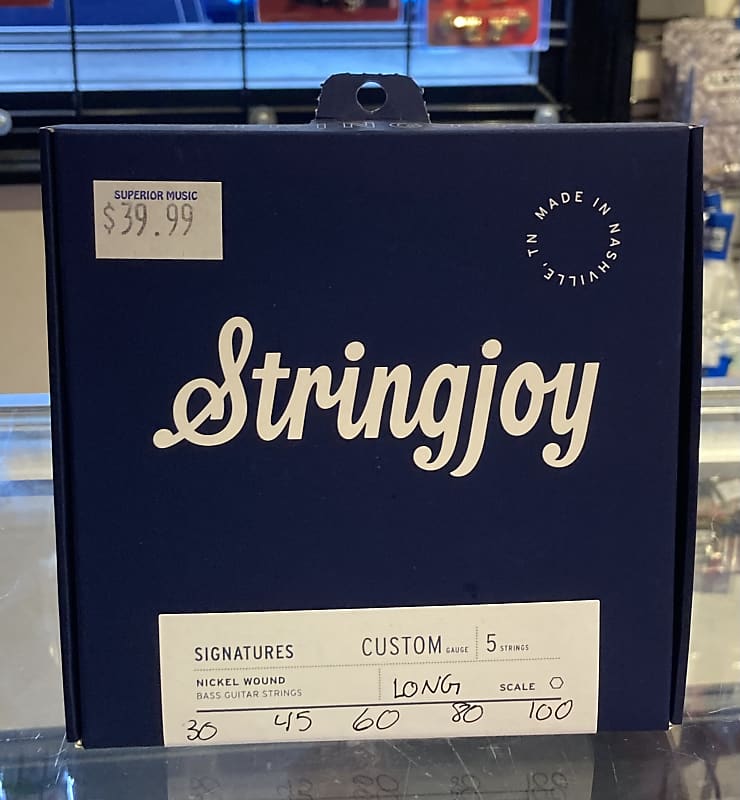 SUPERIOR MUSIC
$39.99
MADE IN NASHVILLE, TN
Stringjoy
SIGNATURES CUSTOM GAUGE 5 STRINGS
NICKEL WOUND
BASS GUITAR STRINGS
LONG SCALE
30 45 60 80 100